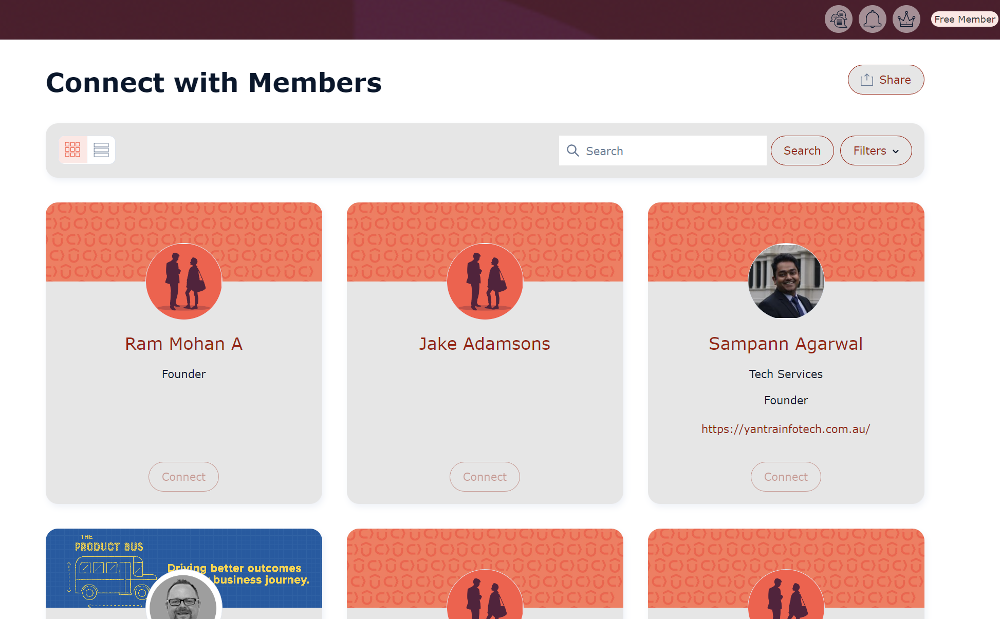 Free Member
Connect with Members
Share
Search
Search
Filters
Ram Mohan A
Founder
Connect
Jake Adamsons
Connect
Sampann Agarwal
Tech Services
Founder
https://yantrainfotech.com.au/
Connect
THE
PRODUCT BUS
Driving better outcomes
business journey.